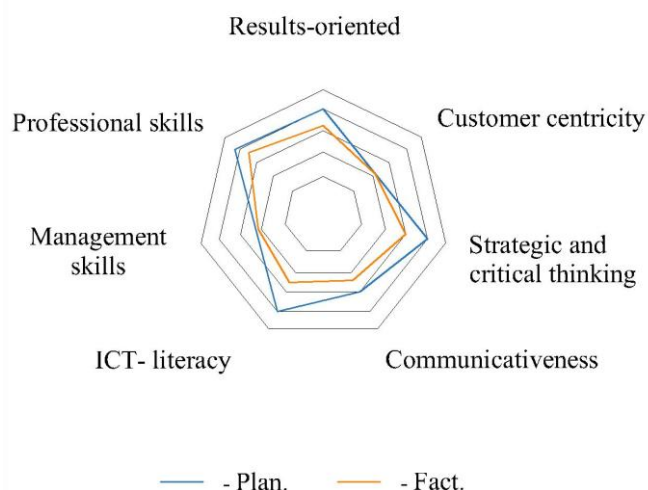 Results-oriented
Professional skills
Customer centricity
Management
skills
Strategic and
critical thinking
ICT- literacy
Communicativeness
- Plan.
- Fact.